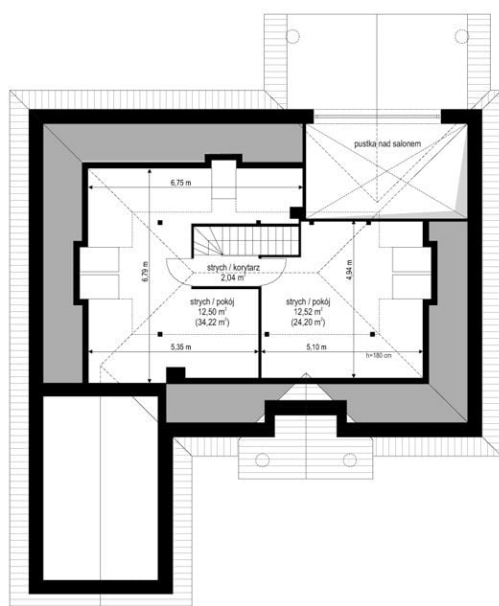 pustka nad salonem
6,75 m
6,79 m
4,94 m
strych / korytarz
2,04 m²
strych / pokój
12,50 m²
(34,22 m²)
strych / pokój
12,52 m²
(24,20 m²)
5,35 m
5,10 m
h=180 cm